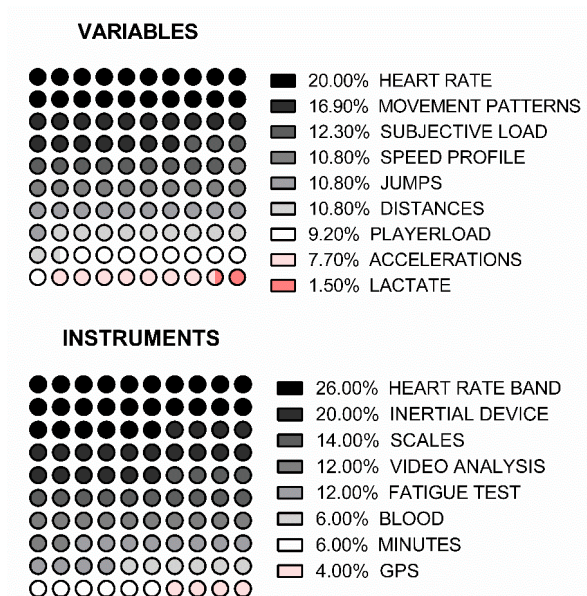 VARIABLES
20.00% HEART RATE
16.90% MOVEMENT PATTERNS
12.30% SUBJECTIVE LOAD
10.80% SPEED PROFILE
10.80% JUMPS
10.80% DISTANCES
9.20% PLAYERLOAD
7.70% ACCELERATIONS
1.50% LACTATE
INSTRUMENTS
26.00% HEART RATE BAND
20.00% INERTIAL DEVICE
14.00% SCALES
12.00% VIDEO ANALYSIS
12.00% FATIGUE TEST
6.00% BLOOD
6.00% MINUTES
4.00% GPS